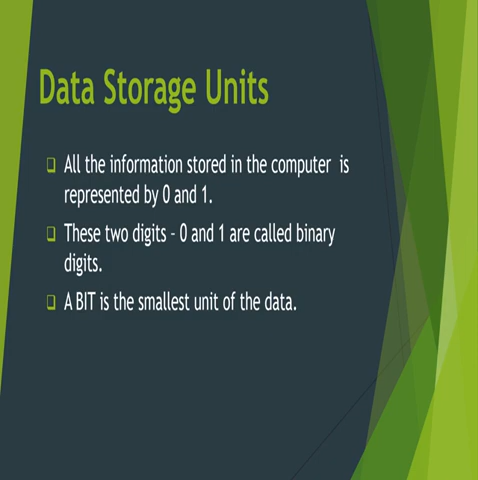 Data Storage Units
All the information stored in the computer is
represented by 0 and 1.
These two digits - 0 and 1 are called binary
digits.
A BIT is the smallest unit of the data.